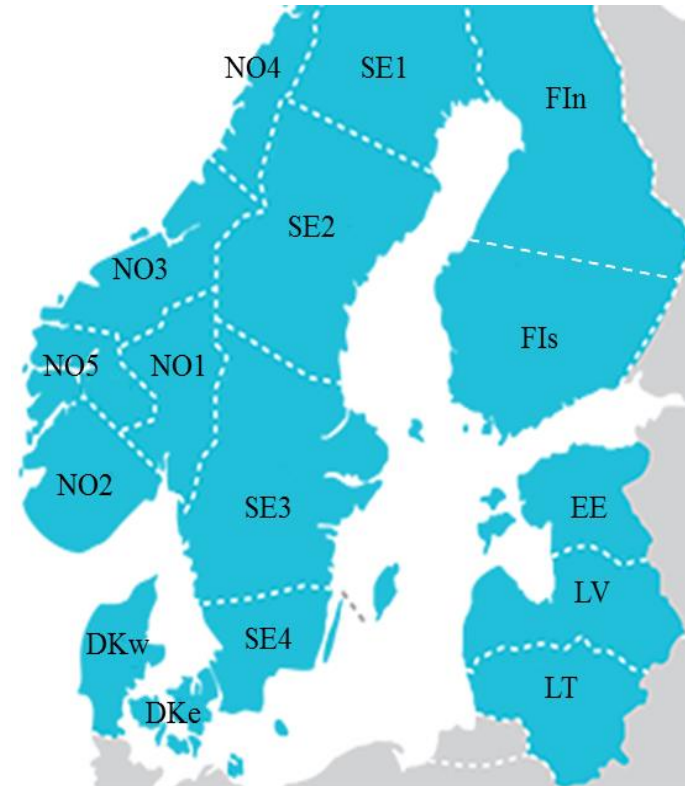 NO4
SE1
FIn
SE2
NO3
FIs
NO5
NO1
NO2
SE3
EE
LV
DKw
SE4
LT
DKe